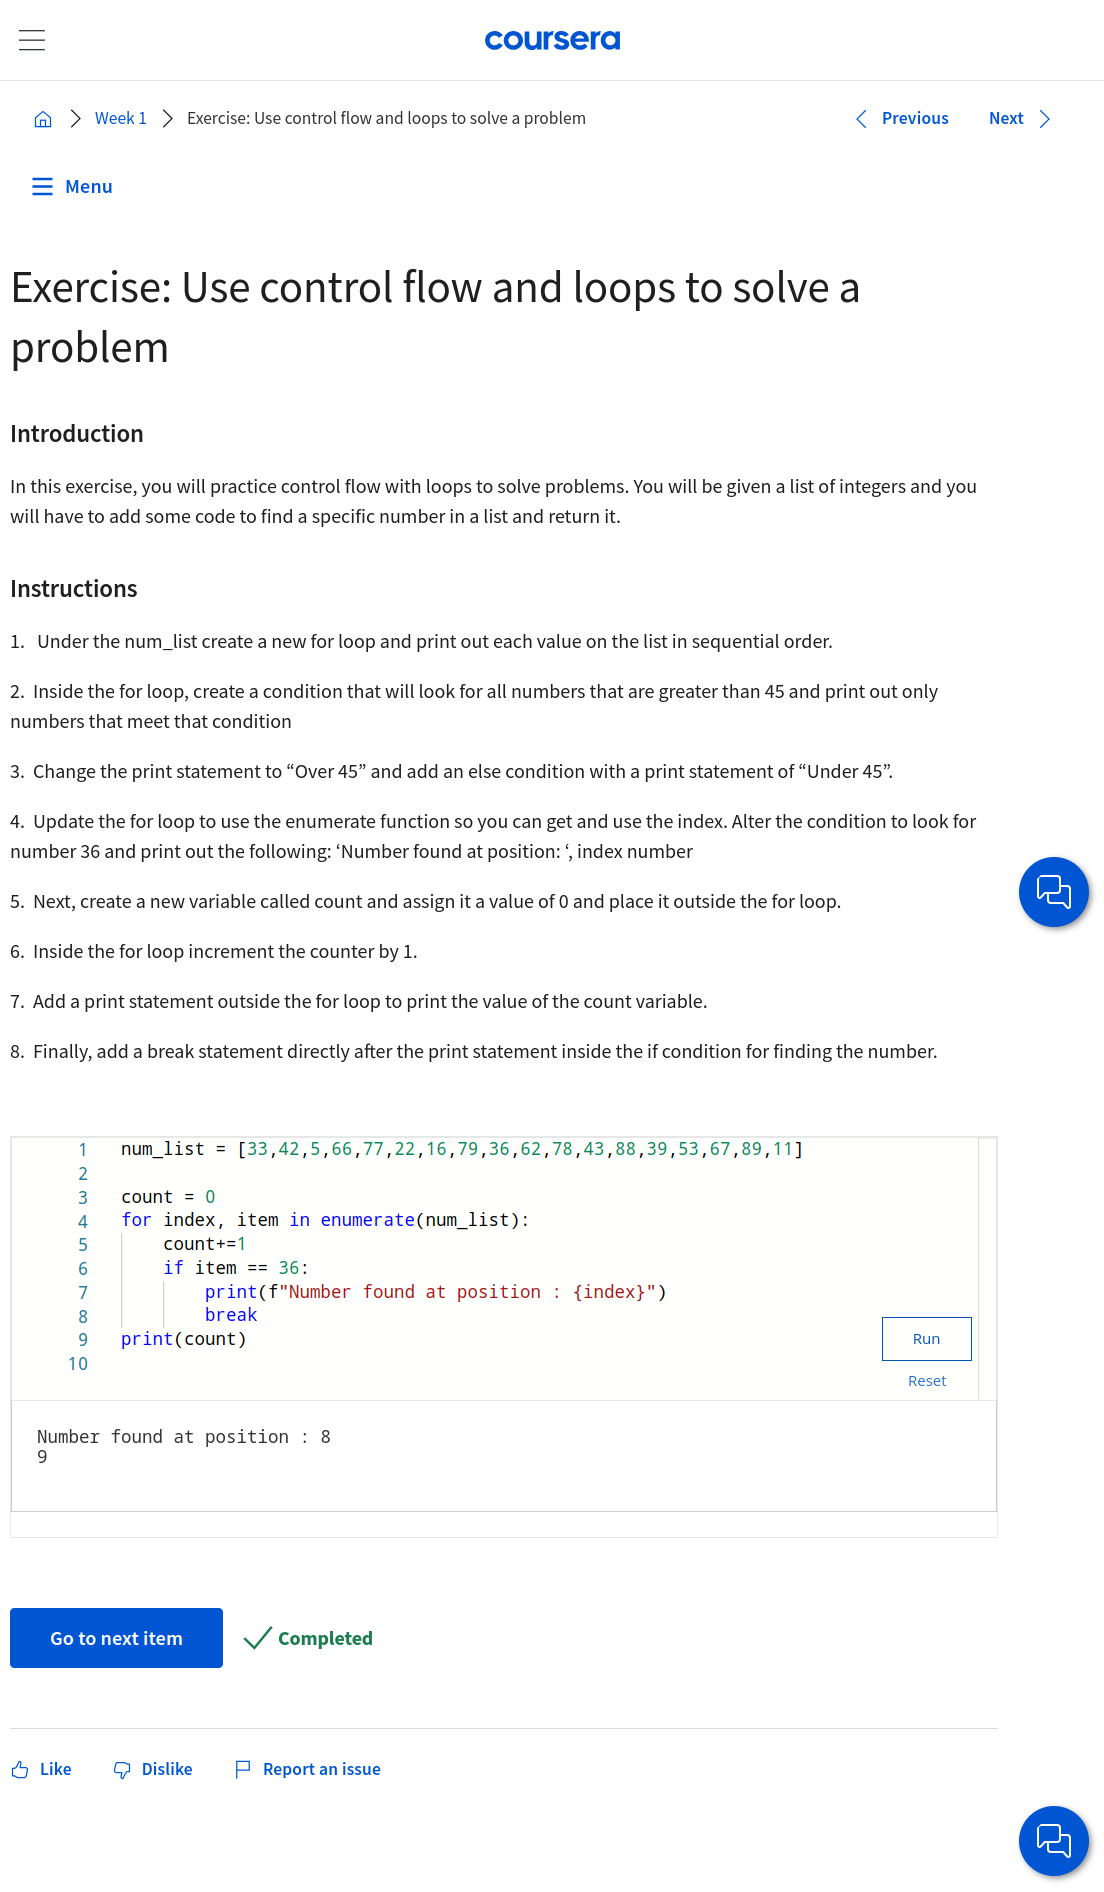 coursera
Week 1
Exercise: Use control flow and loops to solve a problem
Previous
Next
Menu
Exercise: Use control flow and loops to solve a
problem
Introduction
In this exercise, you will practice control flow with loops to solve problems. You will be given a list of integers and you
will have to add some code to find a specific number in a list and return it.
Instructions
1. Under the num_list create a new for loop and print out each value on the list in sequential order.
2. Inside the for loop, create a condition that will look for all numbers that are greater than 45 and print out only
numbers that meet that condition
3. Change the print statement to “Over 45” and add an else condition with a print statement of “Under 45”.
4. Update the for loop to use the enumerate function so you can get and use the index. Alter the condition to look for
number 36 and print out the following: ‘Number found at position: ‘, index number
5. Next, create a new variable called count and assign it a value of 0 and place it outside the for loop.
6. Inside the for loop increment the counter by 1.
7. Add a print statement outside the for loop to print the value of the count variable.
8. Finally, add a break statement directly after the print statement inside the if condition for finding the number.
1 num_list = [33,42,5,66,77,22,16,79,36,62,78,43,88,39,53,67,89,11]
2
3 count = 0
4 for index, item in enumerate(num_list):
5     count+=1
6     if item == 36:
7         print(f"Number found at position : {index}")
8         break
9 print(count)
10
Run
Reset
Number found at position : 8
9
Go to next item
Completed
Like
Dislike
Report an issue